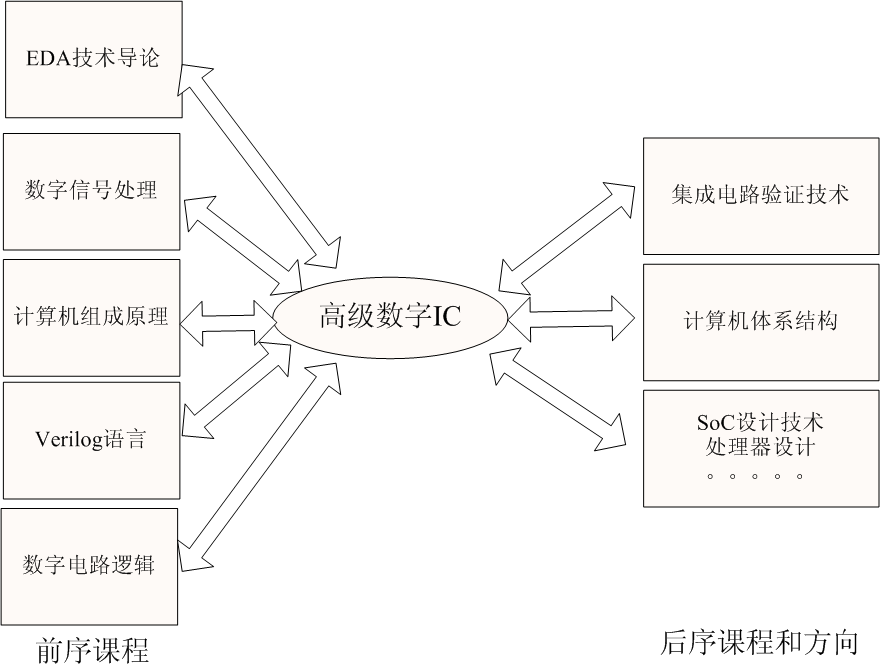 EDA技术导论
数字信号处理
计算机组成原理
Verilog语言
数字电路逻辑
前序课程
高级数字IC
集成电路验证技术
计算机体系结构
SoC设计技术
处理器设计
。。。。。
后序课程和方向